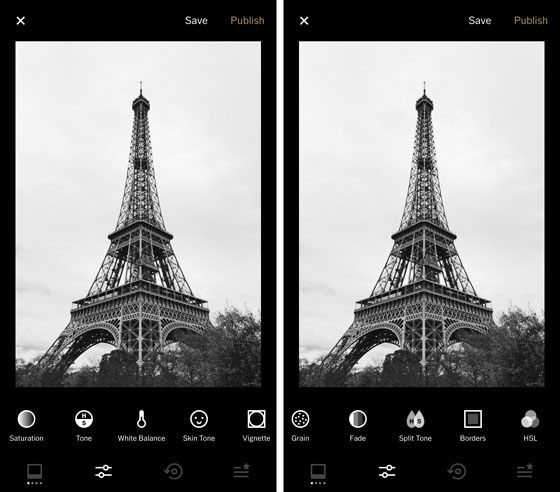 Save Publish
H
S
Saturation Tone White Balance Skin Tone Vignette
Save Publish
H S
Grain Fade Split Tone Borders HSL